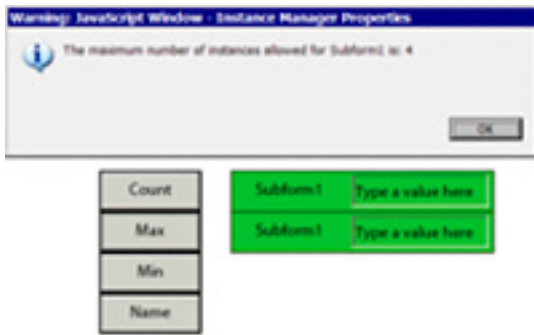 Warning: JavaScript Window - Instance Manager Properties
The maximum number of instances allowed for Subform1 is: 4
OK
Count
Subform1 Type a value here
Max
Subform1 Type a value here
Min
Name